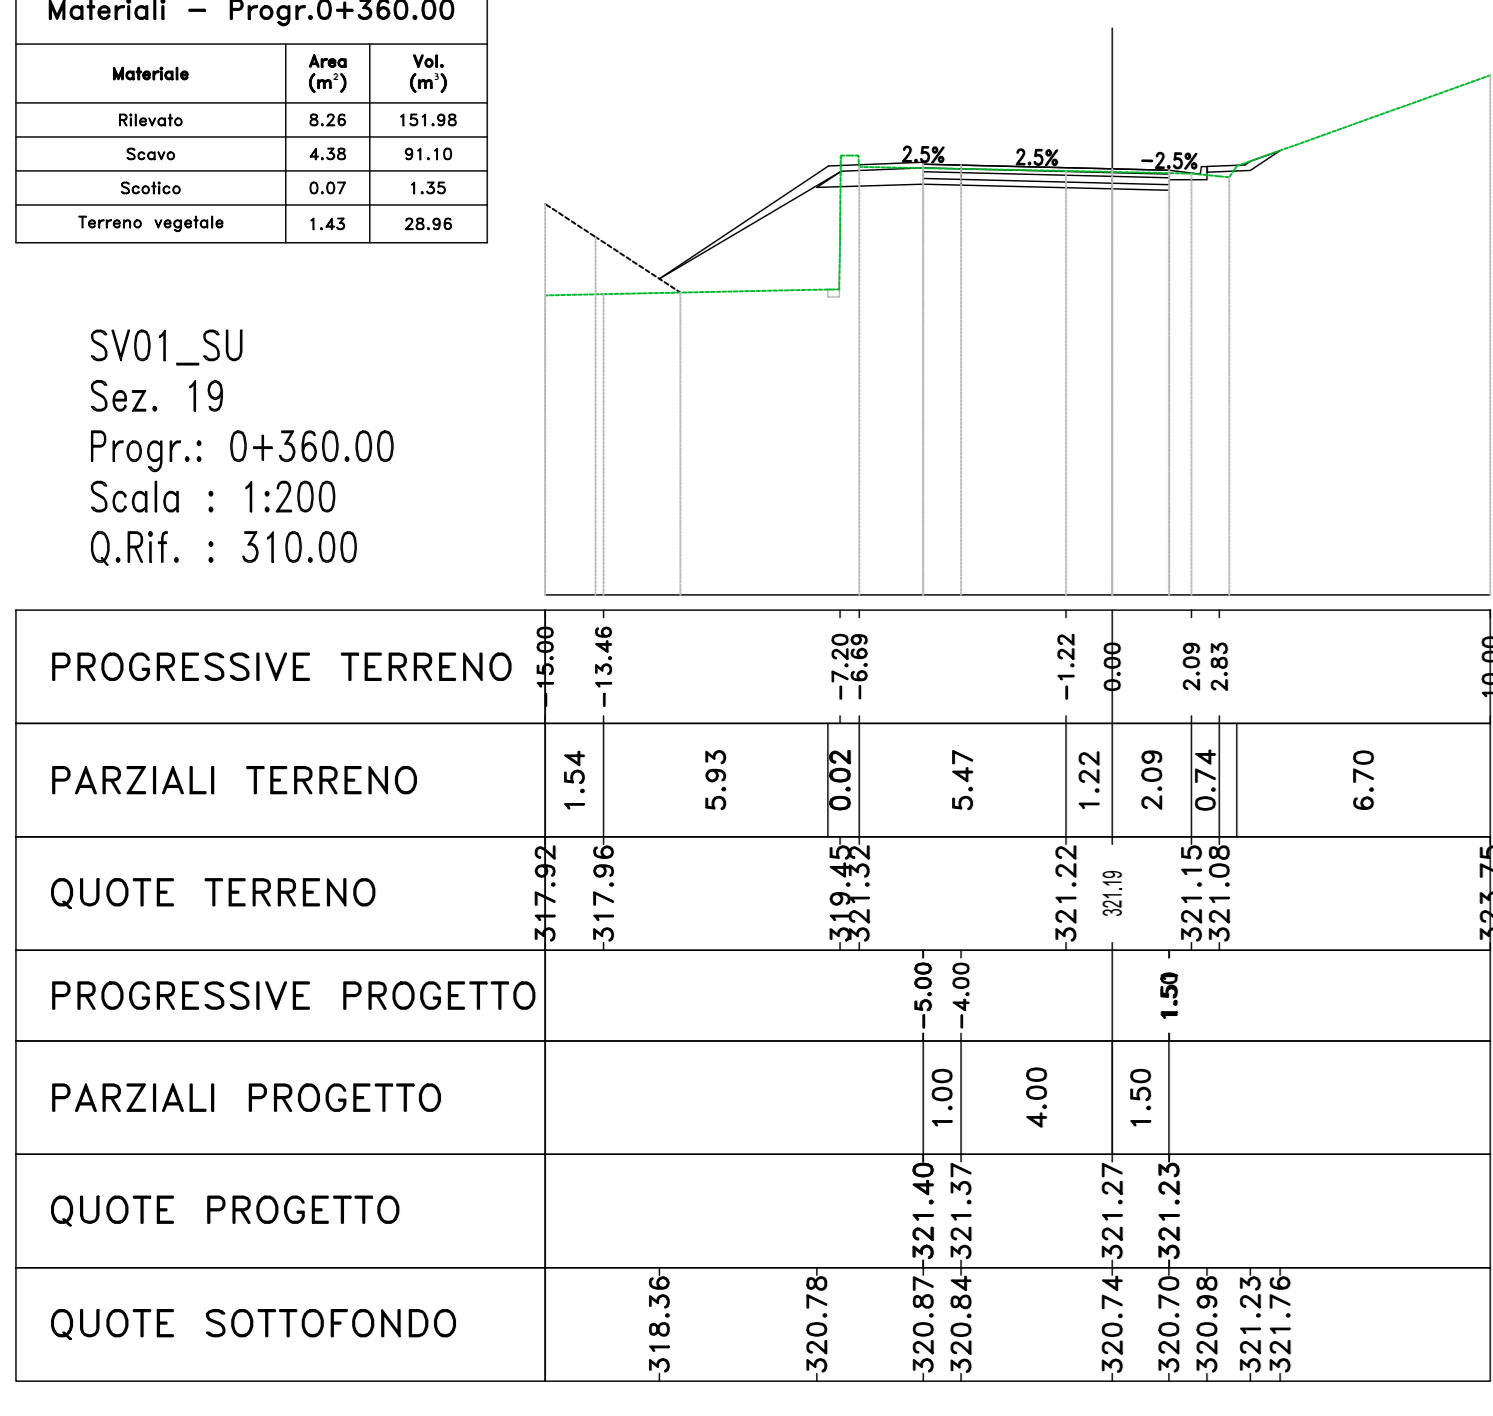 Materiali - Progr.0+360.00
Materiale Area (m²) Vol. (m³)
Rilevato 8.26 151.98
Scavo 4.38 91.10
Scotico 0.07 1.35
Terreno vegetale 1.43 28.96
2.5% 2.5% -2.5%
SV01_SU
Sez. 19
Progr.: 0+360.00
Scala : 1:200
Q.Rif. : 310.00
PROGRESSIVE TERRENO -15.00 -13.46 -7.20 -6.69 -1.22 0.00 2.09 2.83 10.00
PARZIALI TERRENO 1.54 5.93 0.02 5.47 1.22 2.09 0.74 6.70
QUOTE TERRENO 317.92 317.96 319.45 321.32 321.22 321.19 321.15 321.08 323.75
PROGRESSIVE PROGETTO -5.00 -4.00 1.50
PARZIALI PROGETTO 1.00 4.00 1.50
QUOTE PROGETTO 321.40 321.37 321.27 321.23
QUOTE SOTTOFONDO 318.36 320.78 320.87 320.84 320.74 320.70 320.98 321.23 321.76